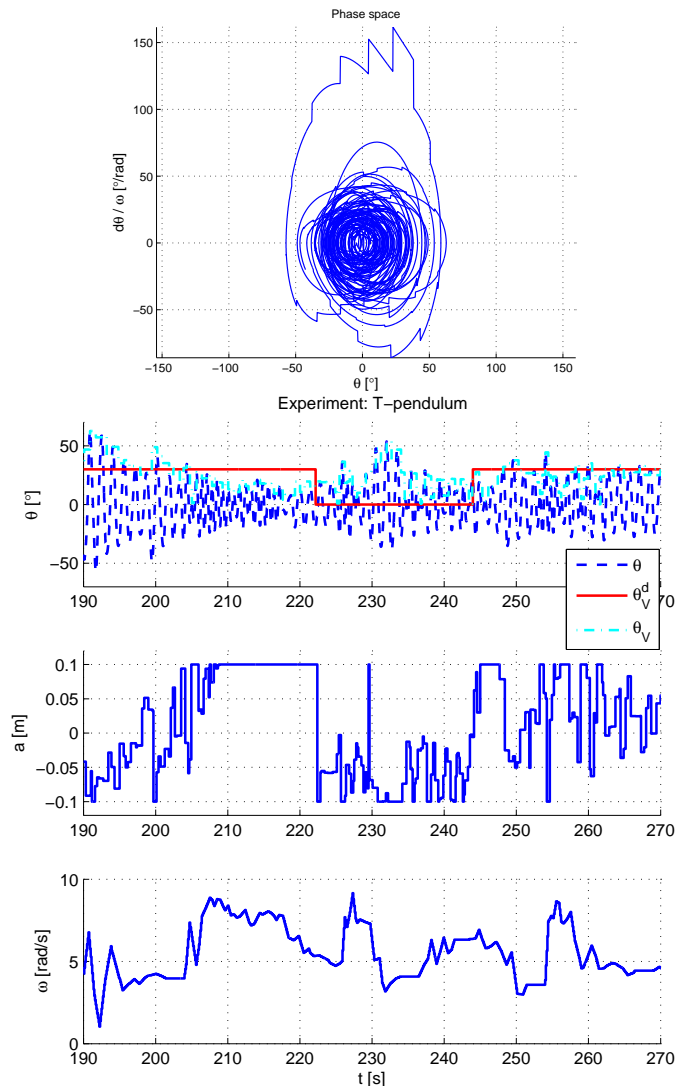 Phase space
150
100
50
0
−50
dθ / ω [°/rad]
−150 −100 −50 0 50 100 150
θ [°]
Experiment: T−pendulum
50
0
−50
θ [°]
190 200 210 220 230 240 250 260 270
θ
θ_V^d
θ_V
0.1
0.05
0
−0.05
−0.1
a [m]
190 200 210 220 230 240 250 260 270
10
5
0
ω [rad/s]
190 200 210 220 230 240 250 260 270
t [s]